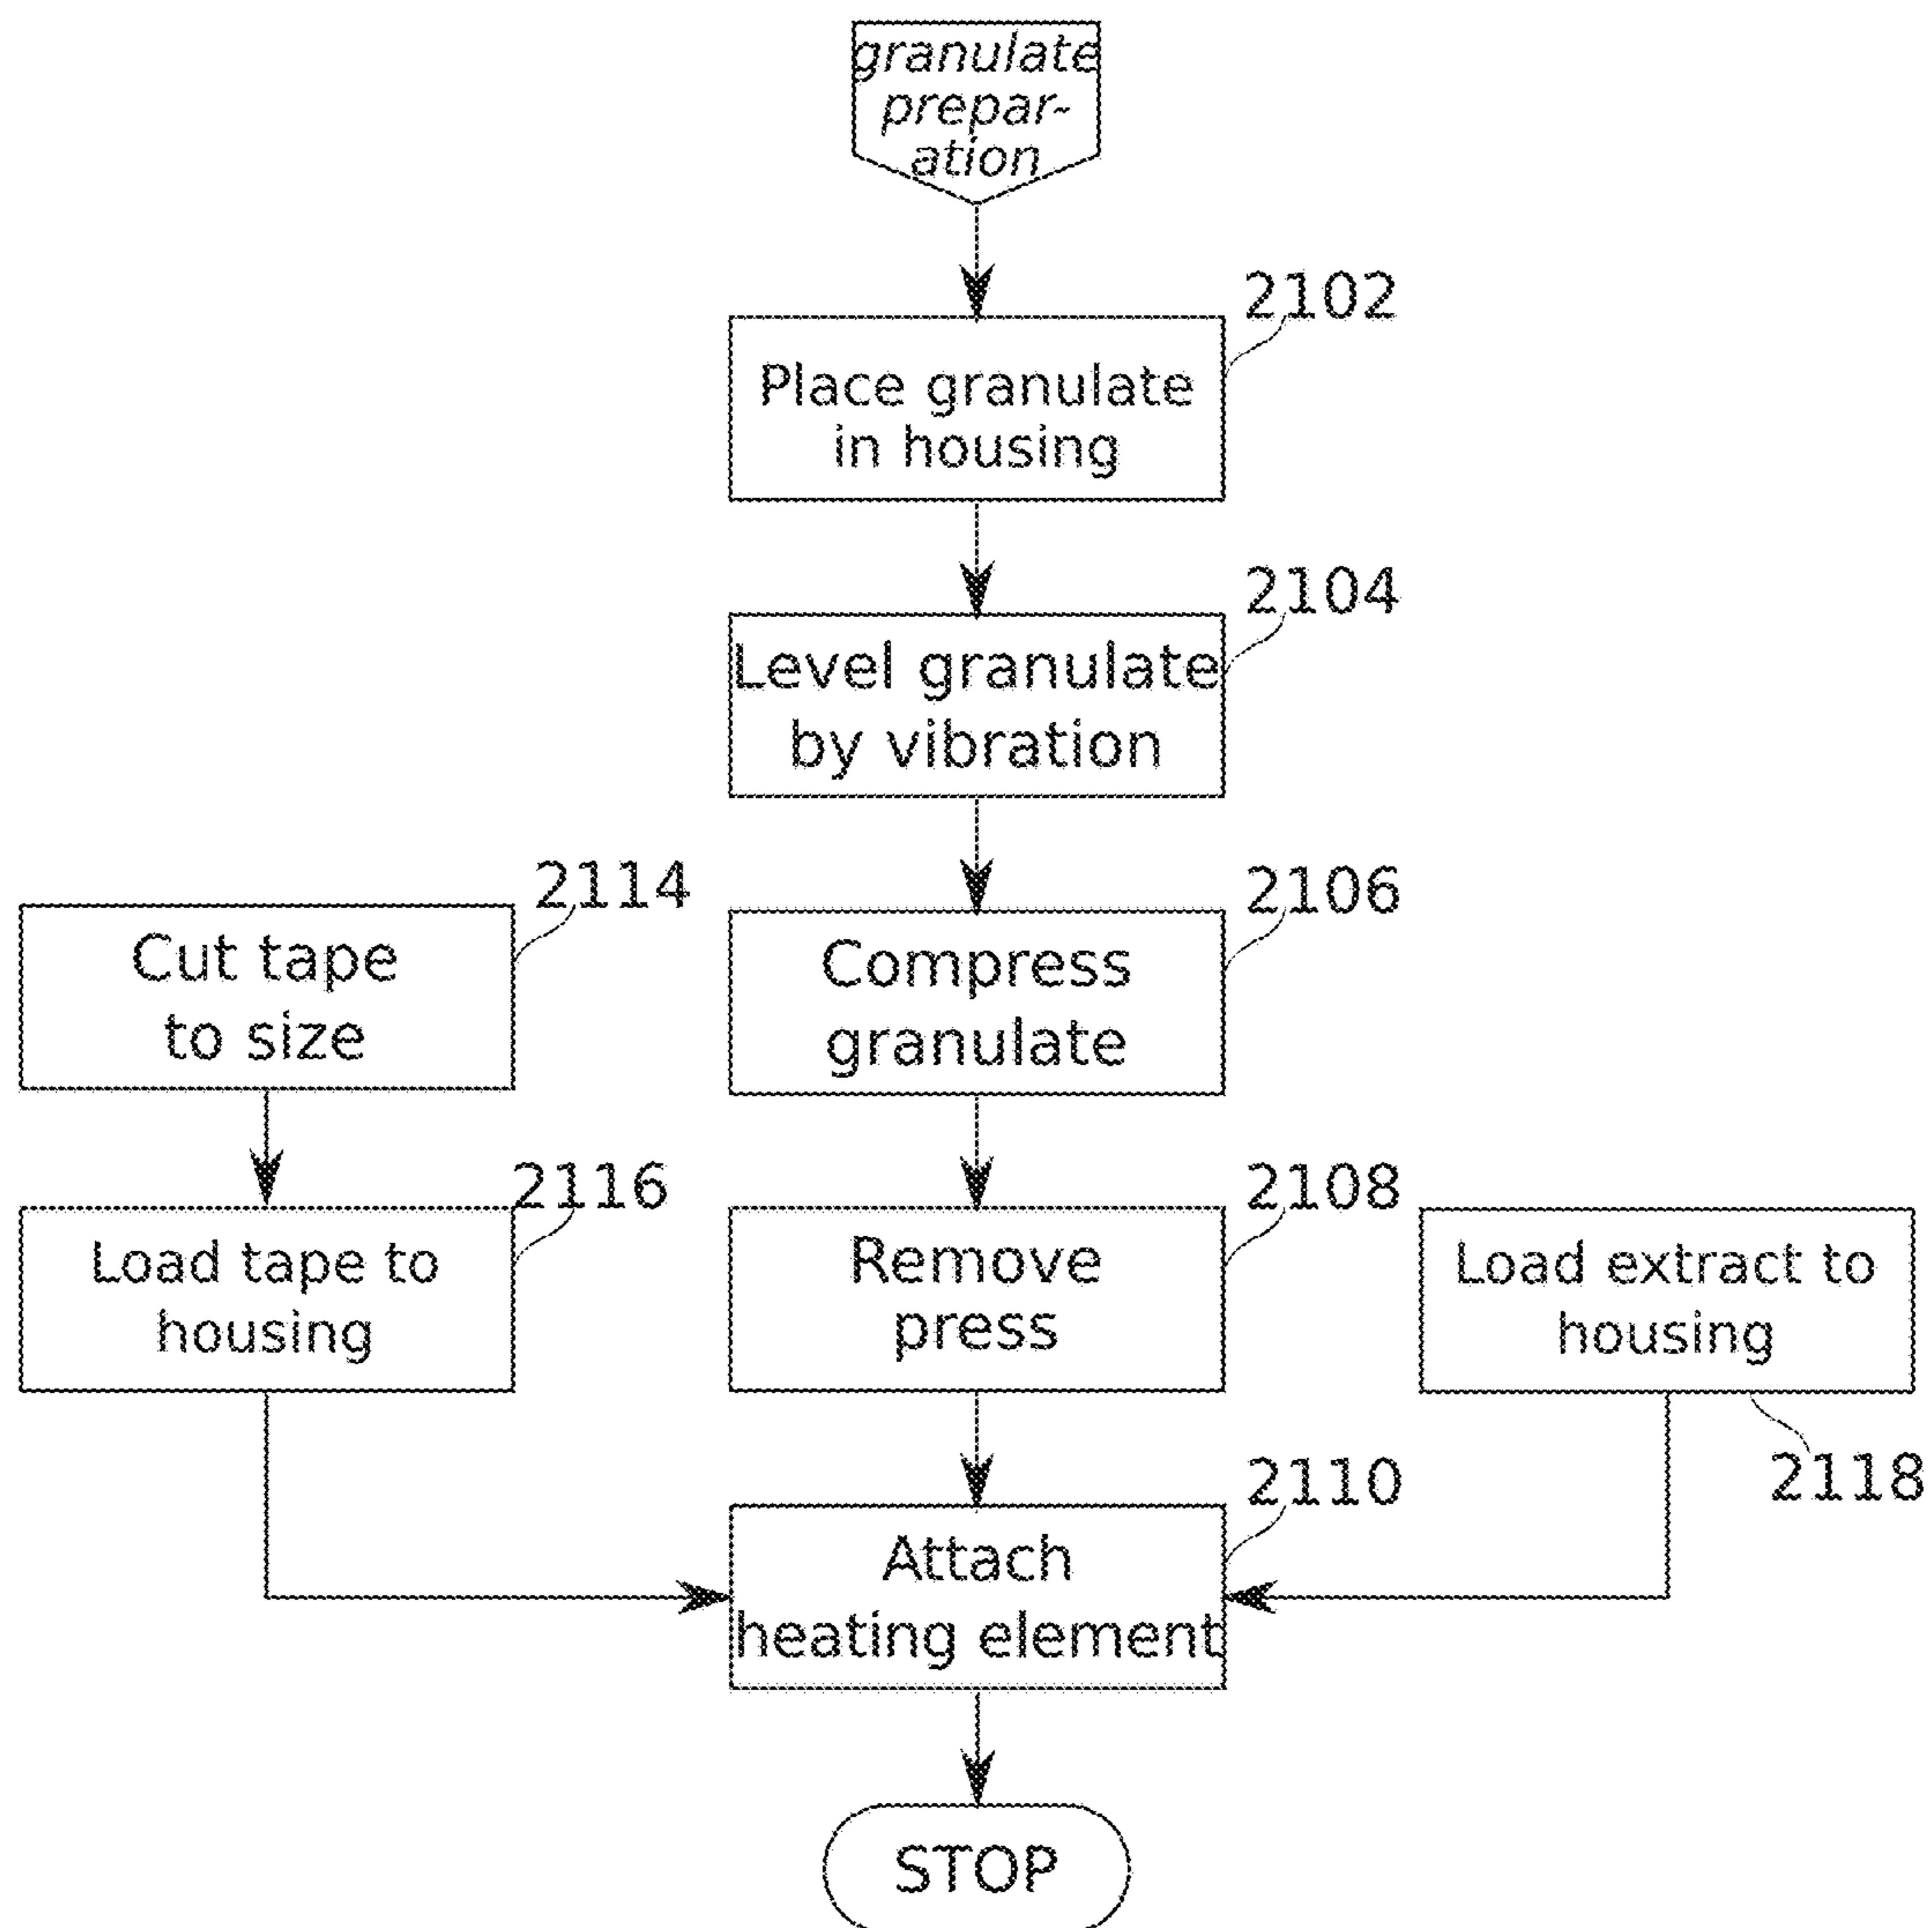 granulate
prepar-
ation
2102
Place granulate
in housing
2104
Level granulate
by vibration
2114
Cut tape
to size
2106
Compress
granulate
2116
Load tape to
housing
2108
Remove
press
Load extract to
housing
2118
2110
Attach
heating element
STOP